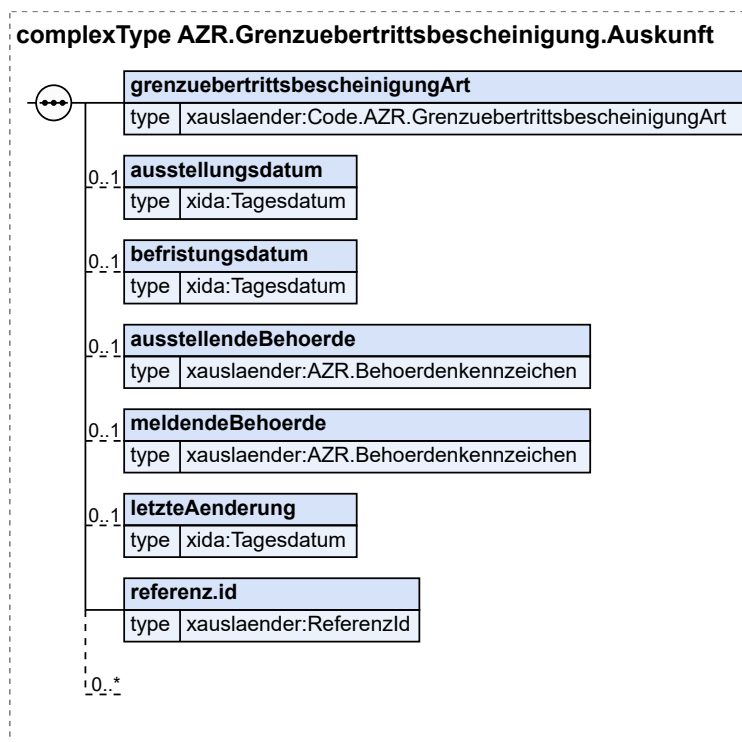 complexType AZR.Grenzuebertrittsbescheinigung.Auskunft
grenzuebertrittsbescheinigungArt
type xauslaender:Code.AZR.GrenzuebertrittsbescheinigungArt
0..1 ausstellungsdatum
type xida:Tagesdatum
0..1 befristungsdatum
type xida:Tagesdatum
0..1 ausstellendeBehoerde
type xauslaender:AZR.Behoerdenkennzeichen
0..1 meldendeBehoerde
type xauslaender:AZR.Behoerdenkennzeichen
0..1 letzteAenderung
type xida:Tagesdatum
referenz.id
type xauslaender:ReferenzId
0..*